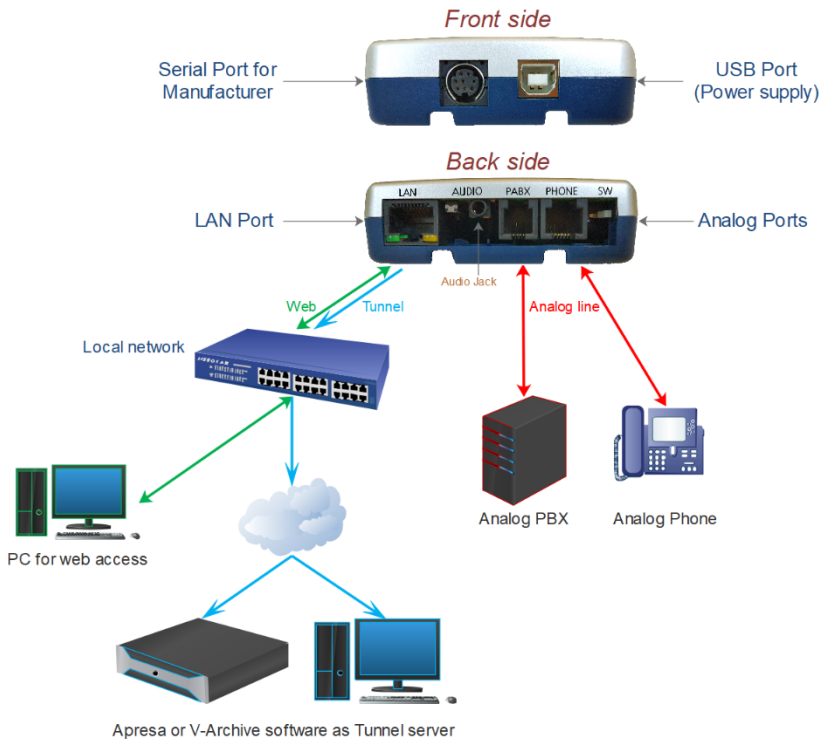 Front side
Serial Port for
Manufacturer
USB Port
(Power supply)
Back side
LAN
AUDIO
PABX
PHONE
SW
LAN Port
Analog Ports
Audio Jack
Web
Tunnel
Analog line
Local network
Analog PBX
Analog Phone
PC for web access
Apresa or V-Archive software as Tunnel server